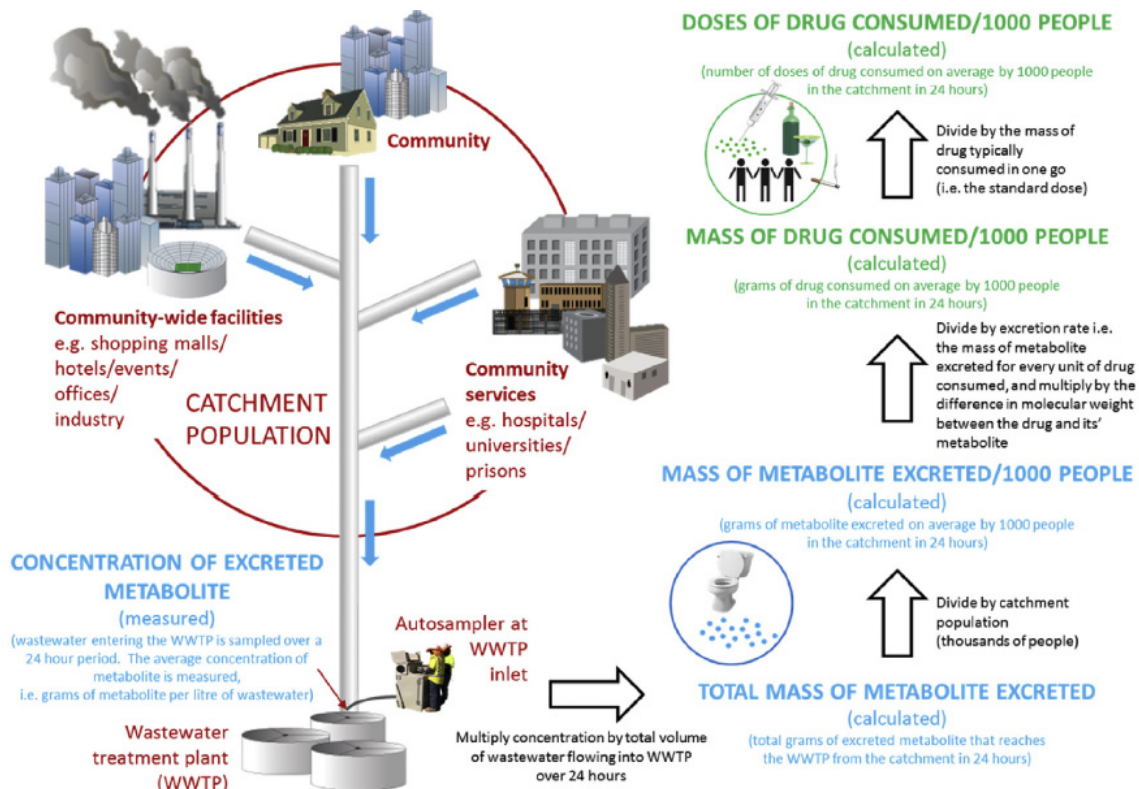 Community
Community-wide facilities
e.g. shopping malls/
hotels/events/
offices/
industry
CATCHMENT
POPULATION
Community
services
e.g. hospitals/
universities/
prisons
CONCENTRATION OF EXCRETED
METABOLITE
(measured)
(wastewater entering the WWTP is sampled over a
24 hour period. The average concentration of
metabolite is measured,
i.e. grams of metabolite per litre of wastewater)
Autosampler at
WWTP
inlet
Wastewater
treatment plant
(WWTP)
Multiply concentration by total volume
of wastewater flowing into WWTP
over 24 hours
DOSES OF DRUG CONSUMED/1000 PEOPLE
(calculated)
(number of doses of drug consumed on average by 1000 people
in the catchment in 24 hours)
Divide by the mass of
drug typically
consumed in one go
(i.e. the standard dose)
MASS OF DRUG CONSUMED/1000 PEOPLE
(calculated)
(grams of drug consumed on average by 1000 people
in the catchment in 24 hours)
Divide by excretion rate i.e.
the mass of metabolite
excreted for every unit of drug
consumed, and multiply by the
difference in molecular weight
between the drug and its'
metabolite
MASS OF METABOLITE EXCRETED/1000 PEOPLE
(calculated)
(grams of metabolite excreted on average by 1000 people
in the catchment in 24 hours)
Divide by catchment
population
(thousands of people)
TOTAL MASS OF METABOLITE EXCRETED
(calculated)
(total grams of excreted metabolite that reaches
the WWTP from the catchment in 24 hours)